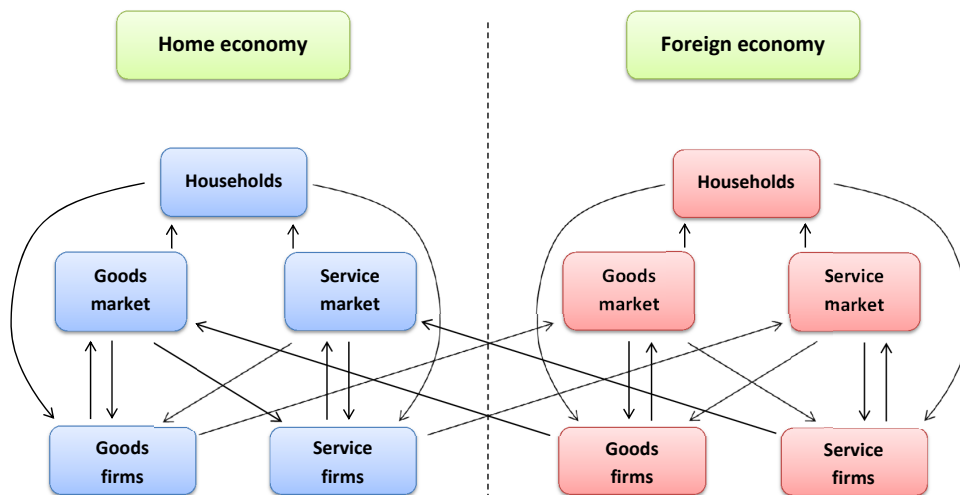 Home economy
Foreign economy
Households
Households
Goods
market
Service
market
Goods
market
Service
market
Goods
firms
Service
firms
Goods
firms
Service
firms